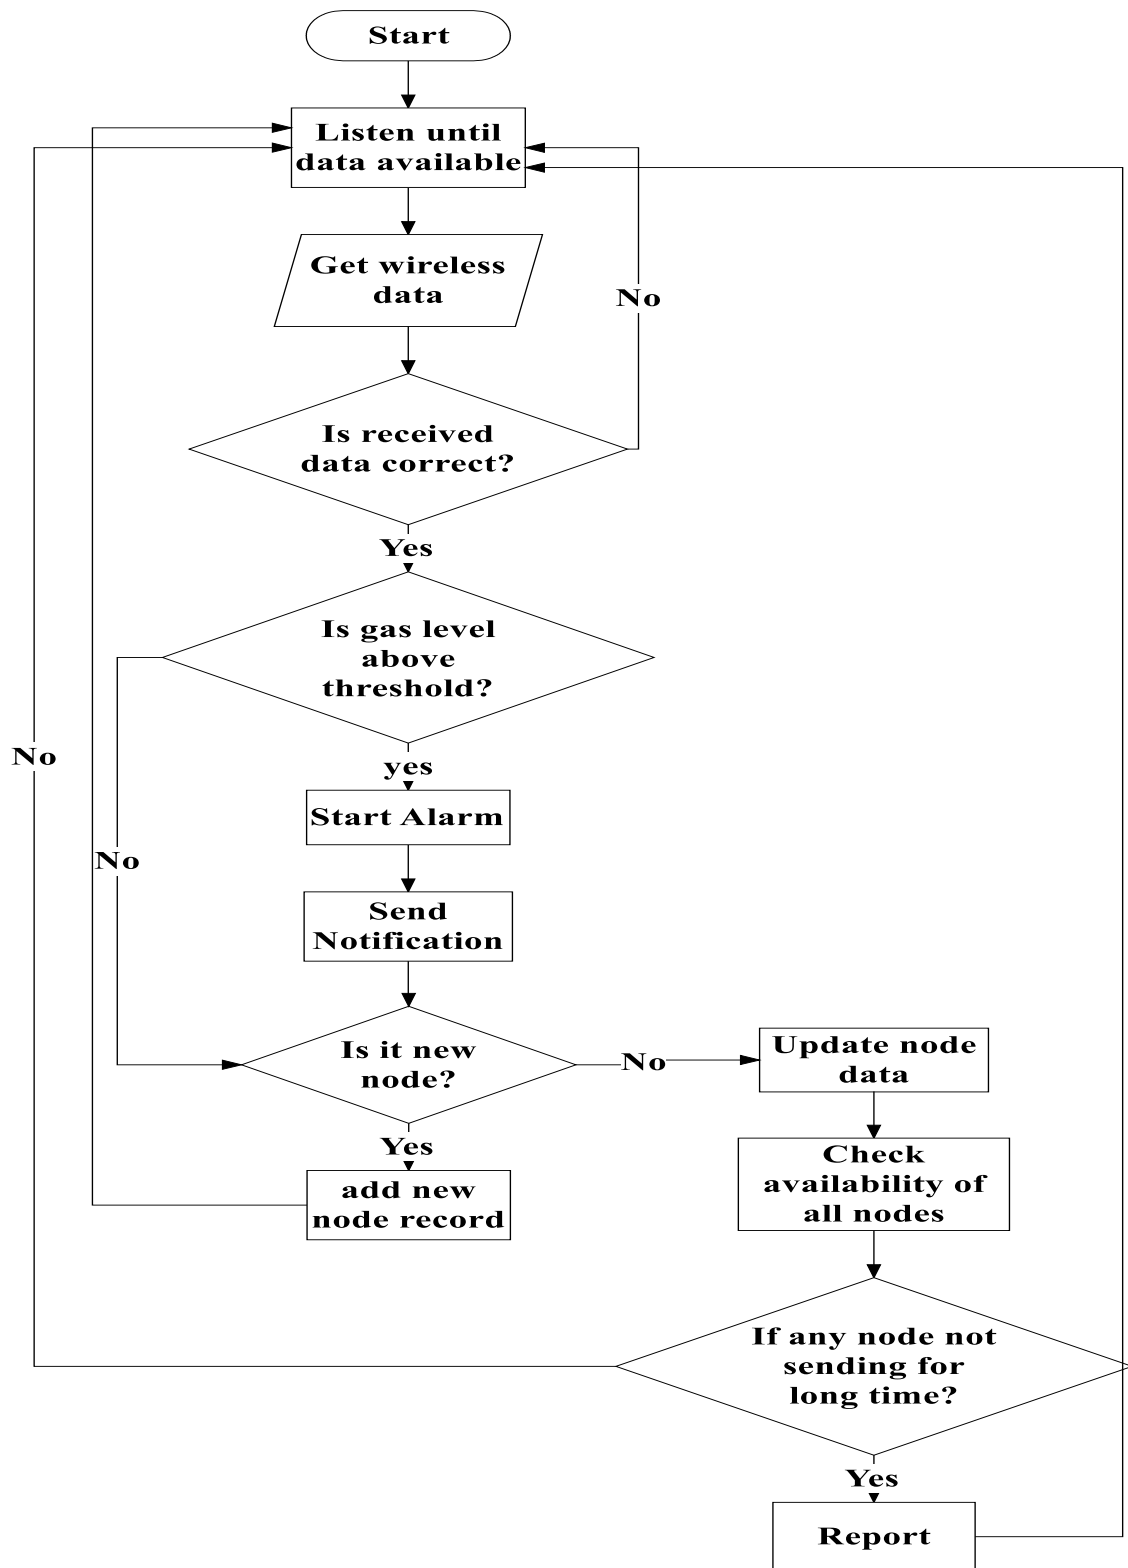 Start
Listen until
data available
Get wireless
data
No
Is received
data correct?
Yes
Is gas level
above
threshold?
No
yes
Start Alarm
No
Send
Notification
Is it new
node?
No
Update node
data
Yes
add new
node record
Check
availability of
all nodes
If any node not
sending for
long time?
Yes
Report